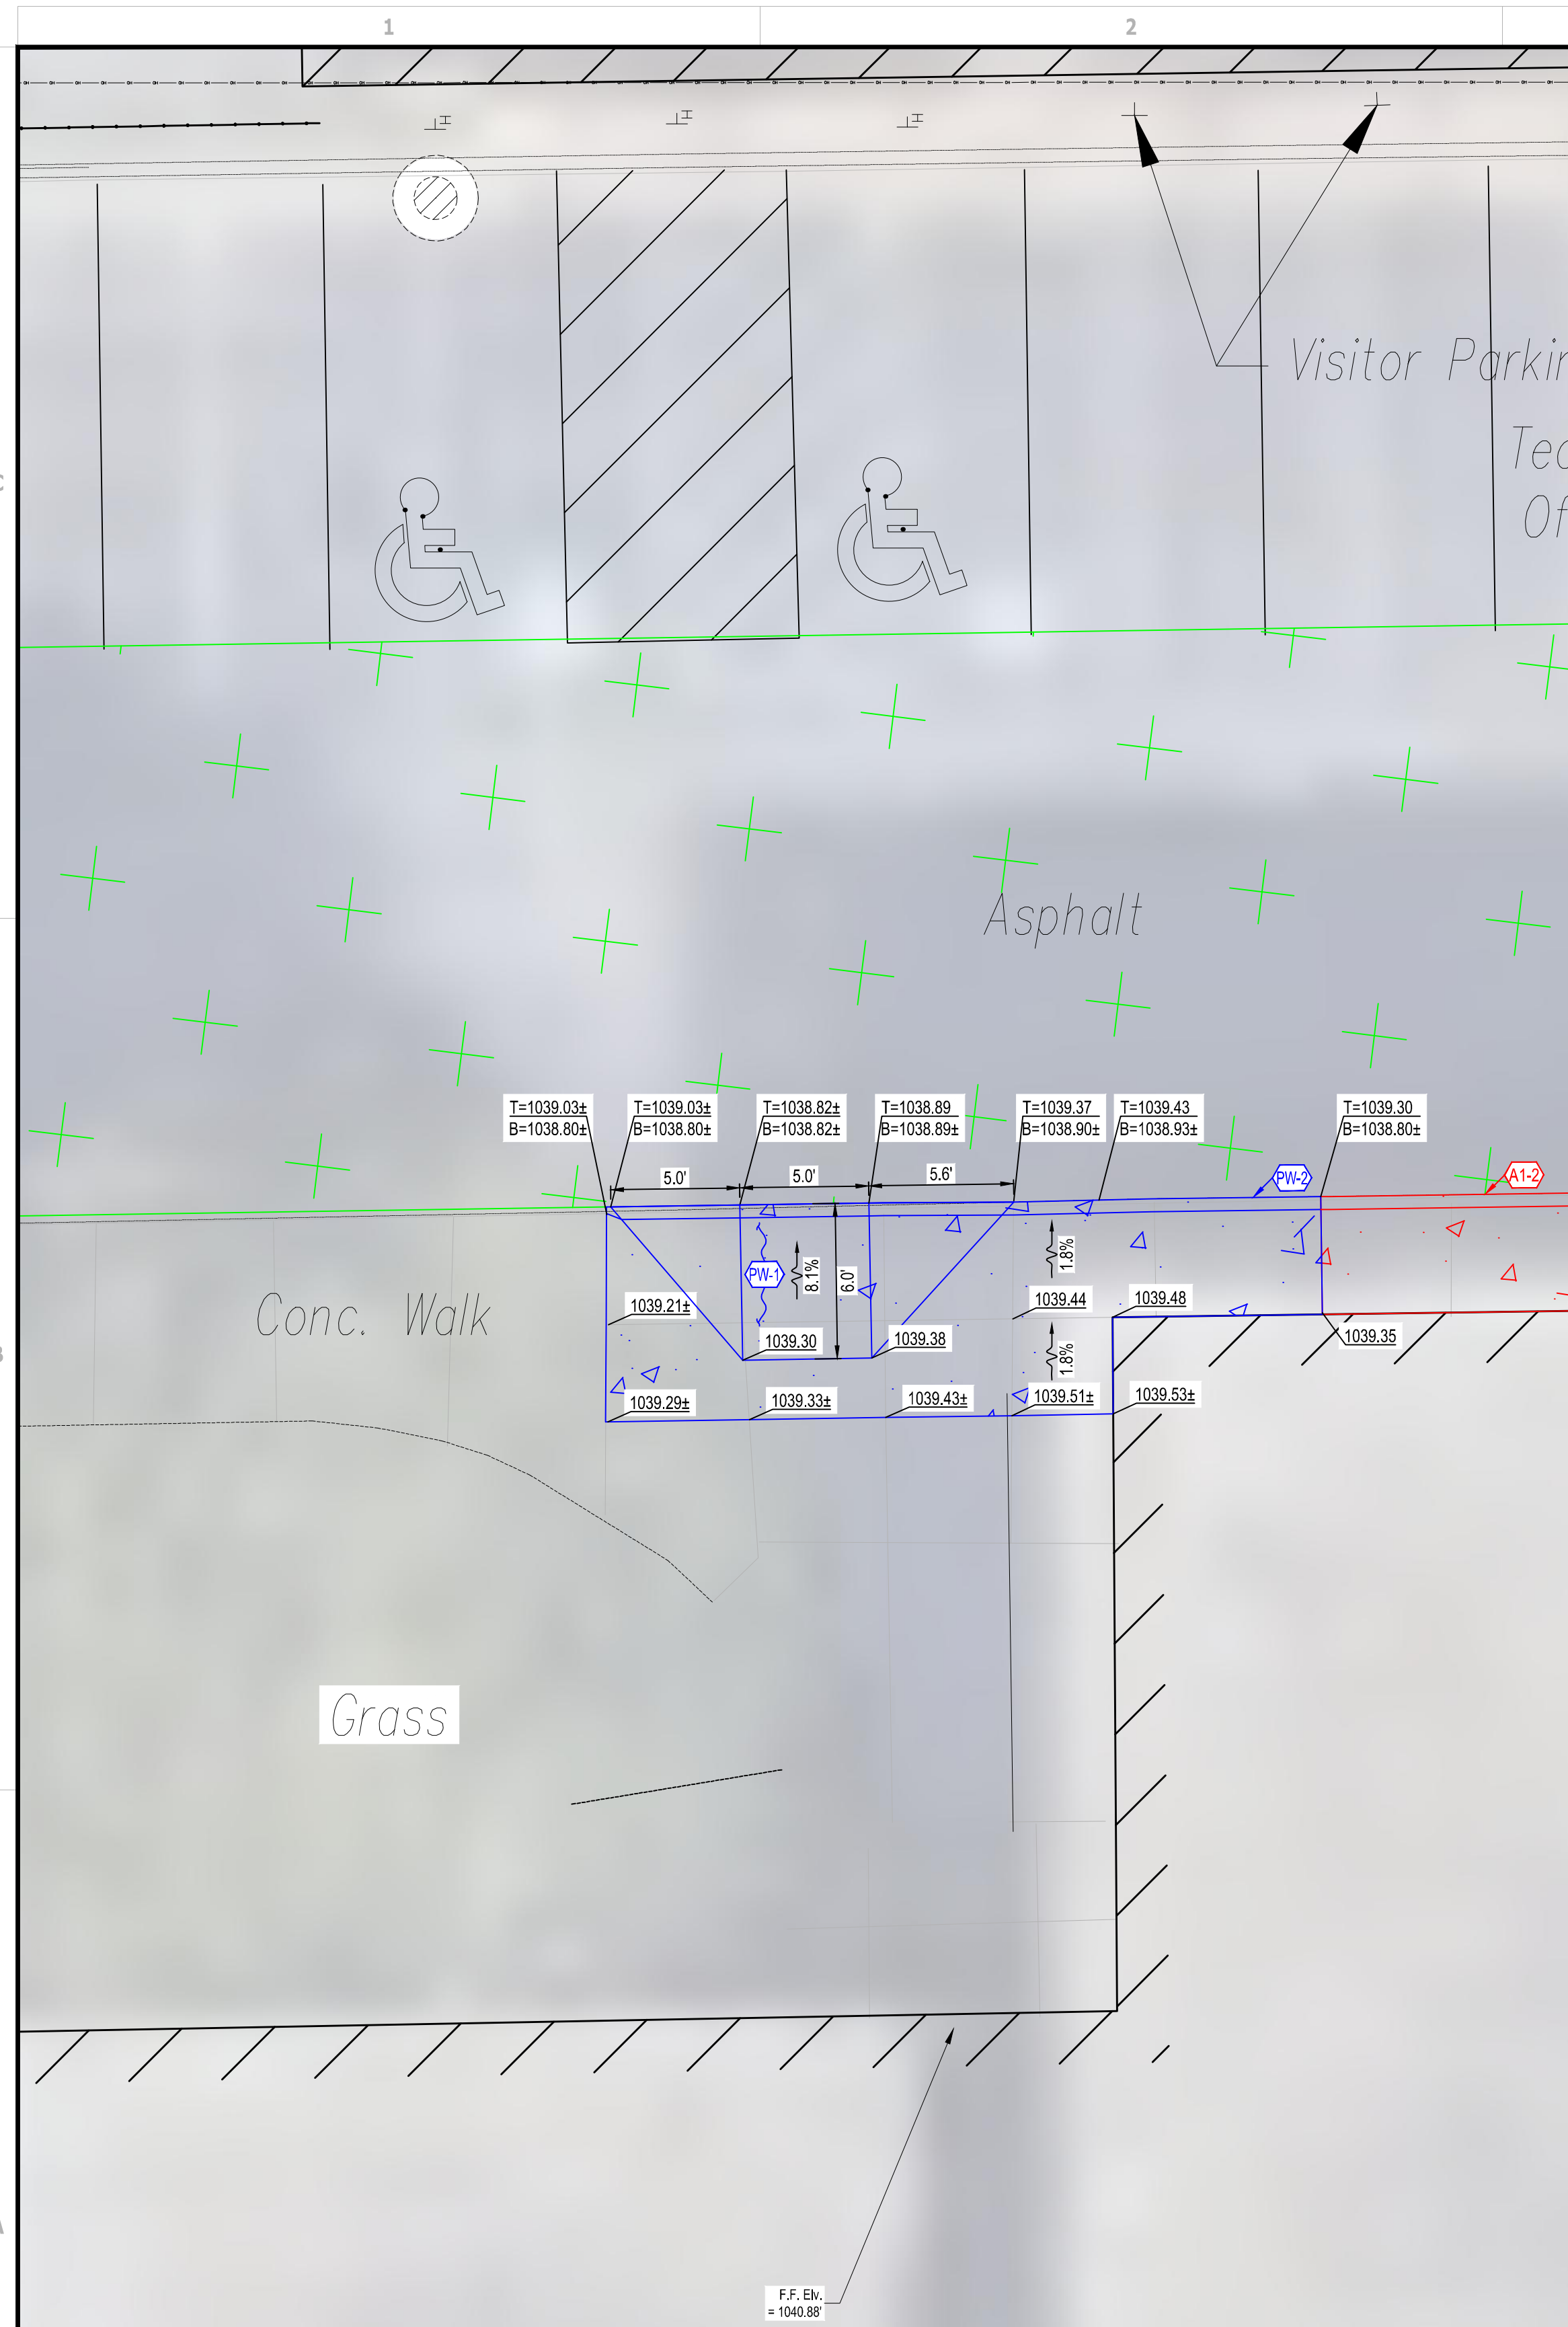 1
2
H
H
H
Visitor Parkin
Tec
Of
Asphalt
T=1039.03±
B=1038.80±
T=1039.03±
B=1038.80±
T=1038.82±
B=1038.82±
T=1038.89
B=1038.89±
T=1039.37
B=1038.90±
T=1039.43
B=1038.93±
T=1039.30
B=1038.80±
5.0'
5.0'
5.6'
PW-2
A1-2
PW-1
8.1%
6.0'
1.8%
Conc. Walk
1039.21±
1039.44
1039.48
1039.30
1039.38
1.8%
1039.35
1039.29±
1039.33±
1039.43±
1039.51±
1039.53±
Grass
F.F. Elv.
= 1040.88'